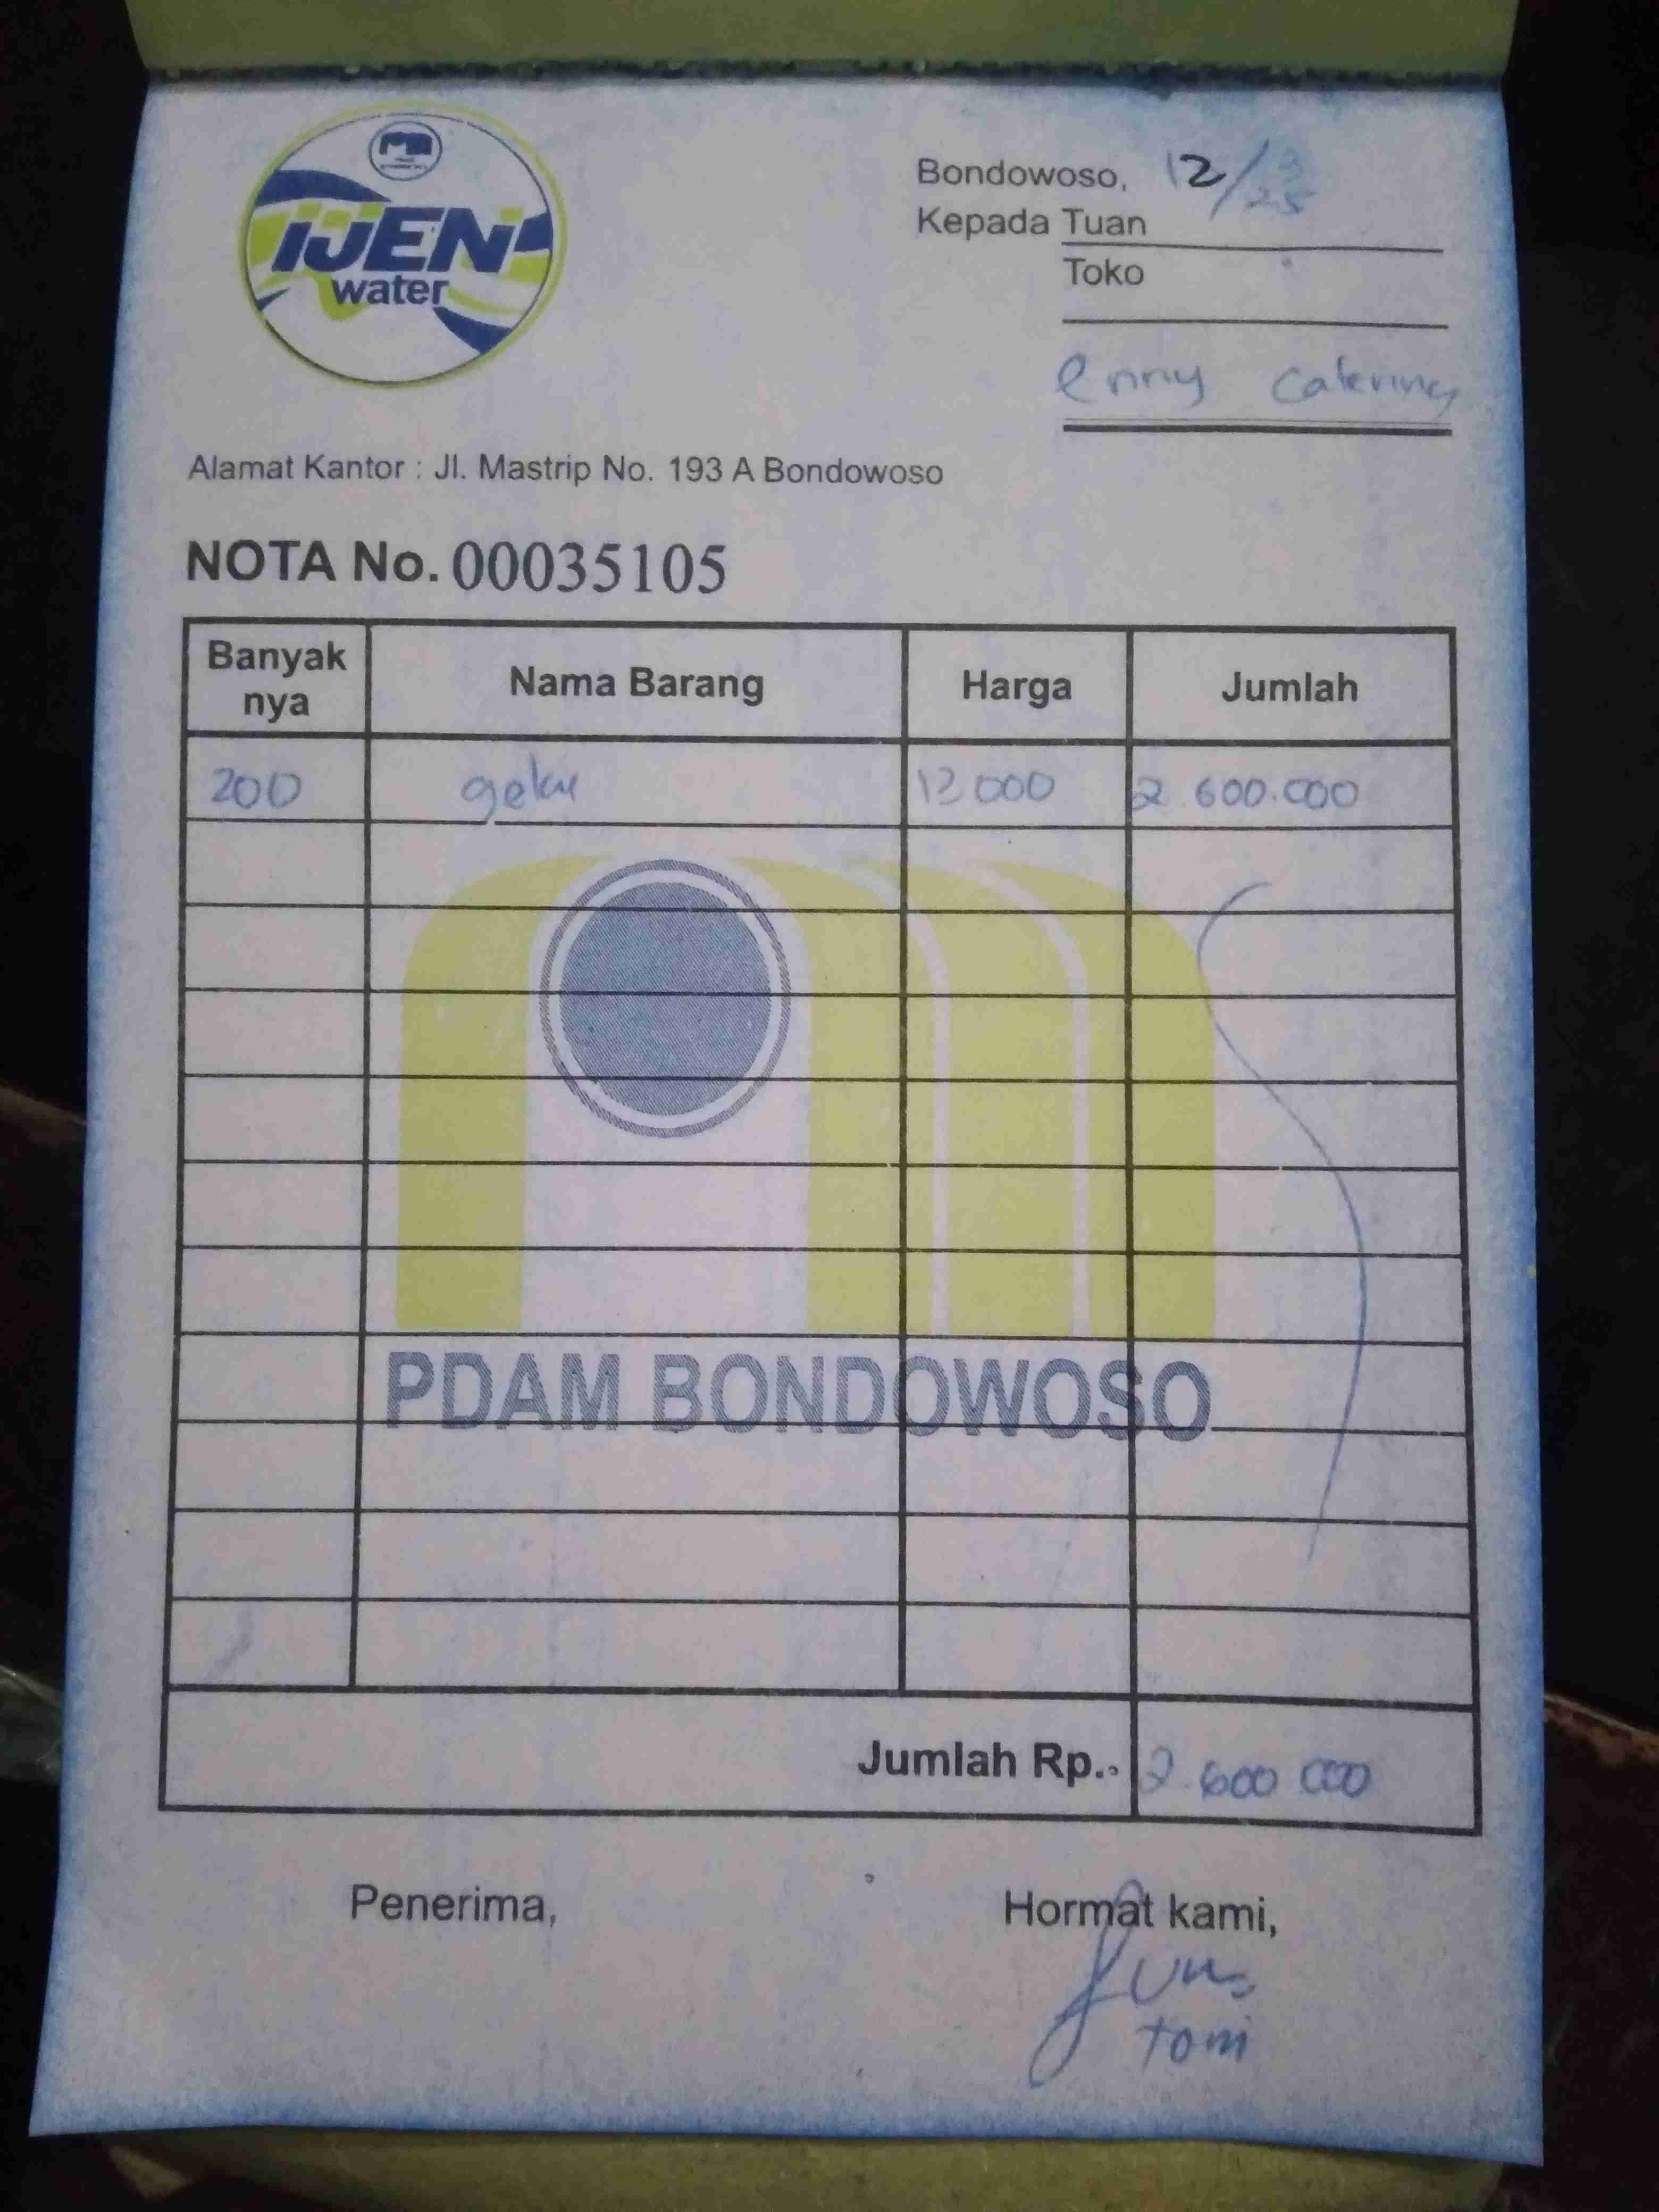 IJEN
water
Bondowoso, 12/3/25
Kepada Tuan
Toko
enny catering
Alamat Kantor : Jl. Mastrip No. 193 A Bondowoso
NOTA No. 00035105
Banyak nya Nama Barang Harga Jumlah
200 gelas 13 000 2 600.000
PDAM BONDOWOSO
Jumlah Rp.. 2.600 000
Penerima, Hormat kami,
toni